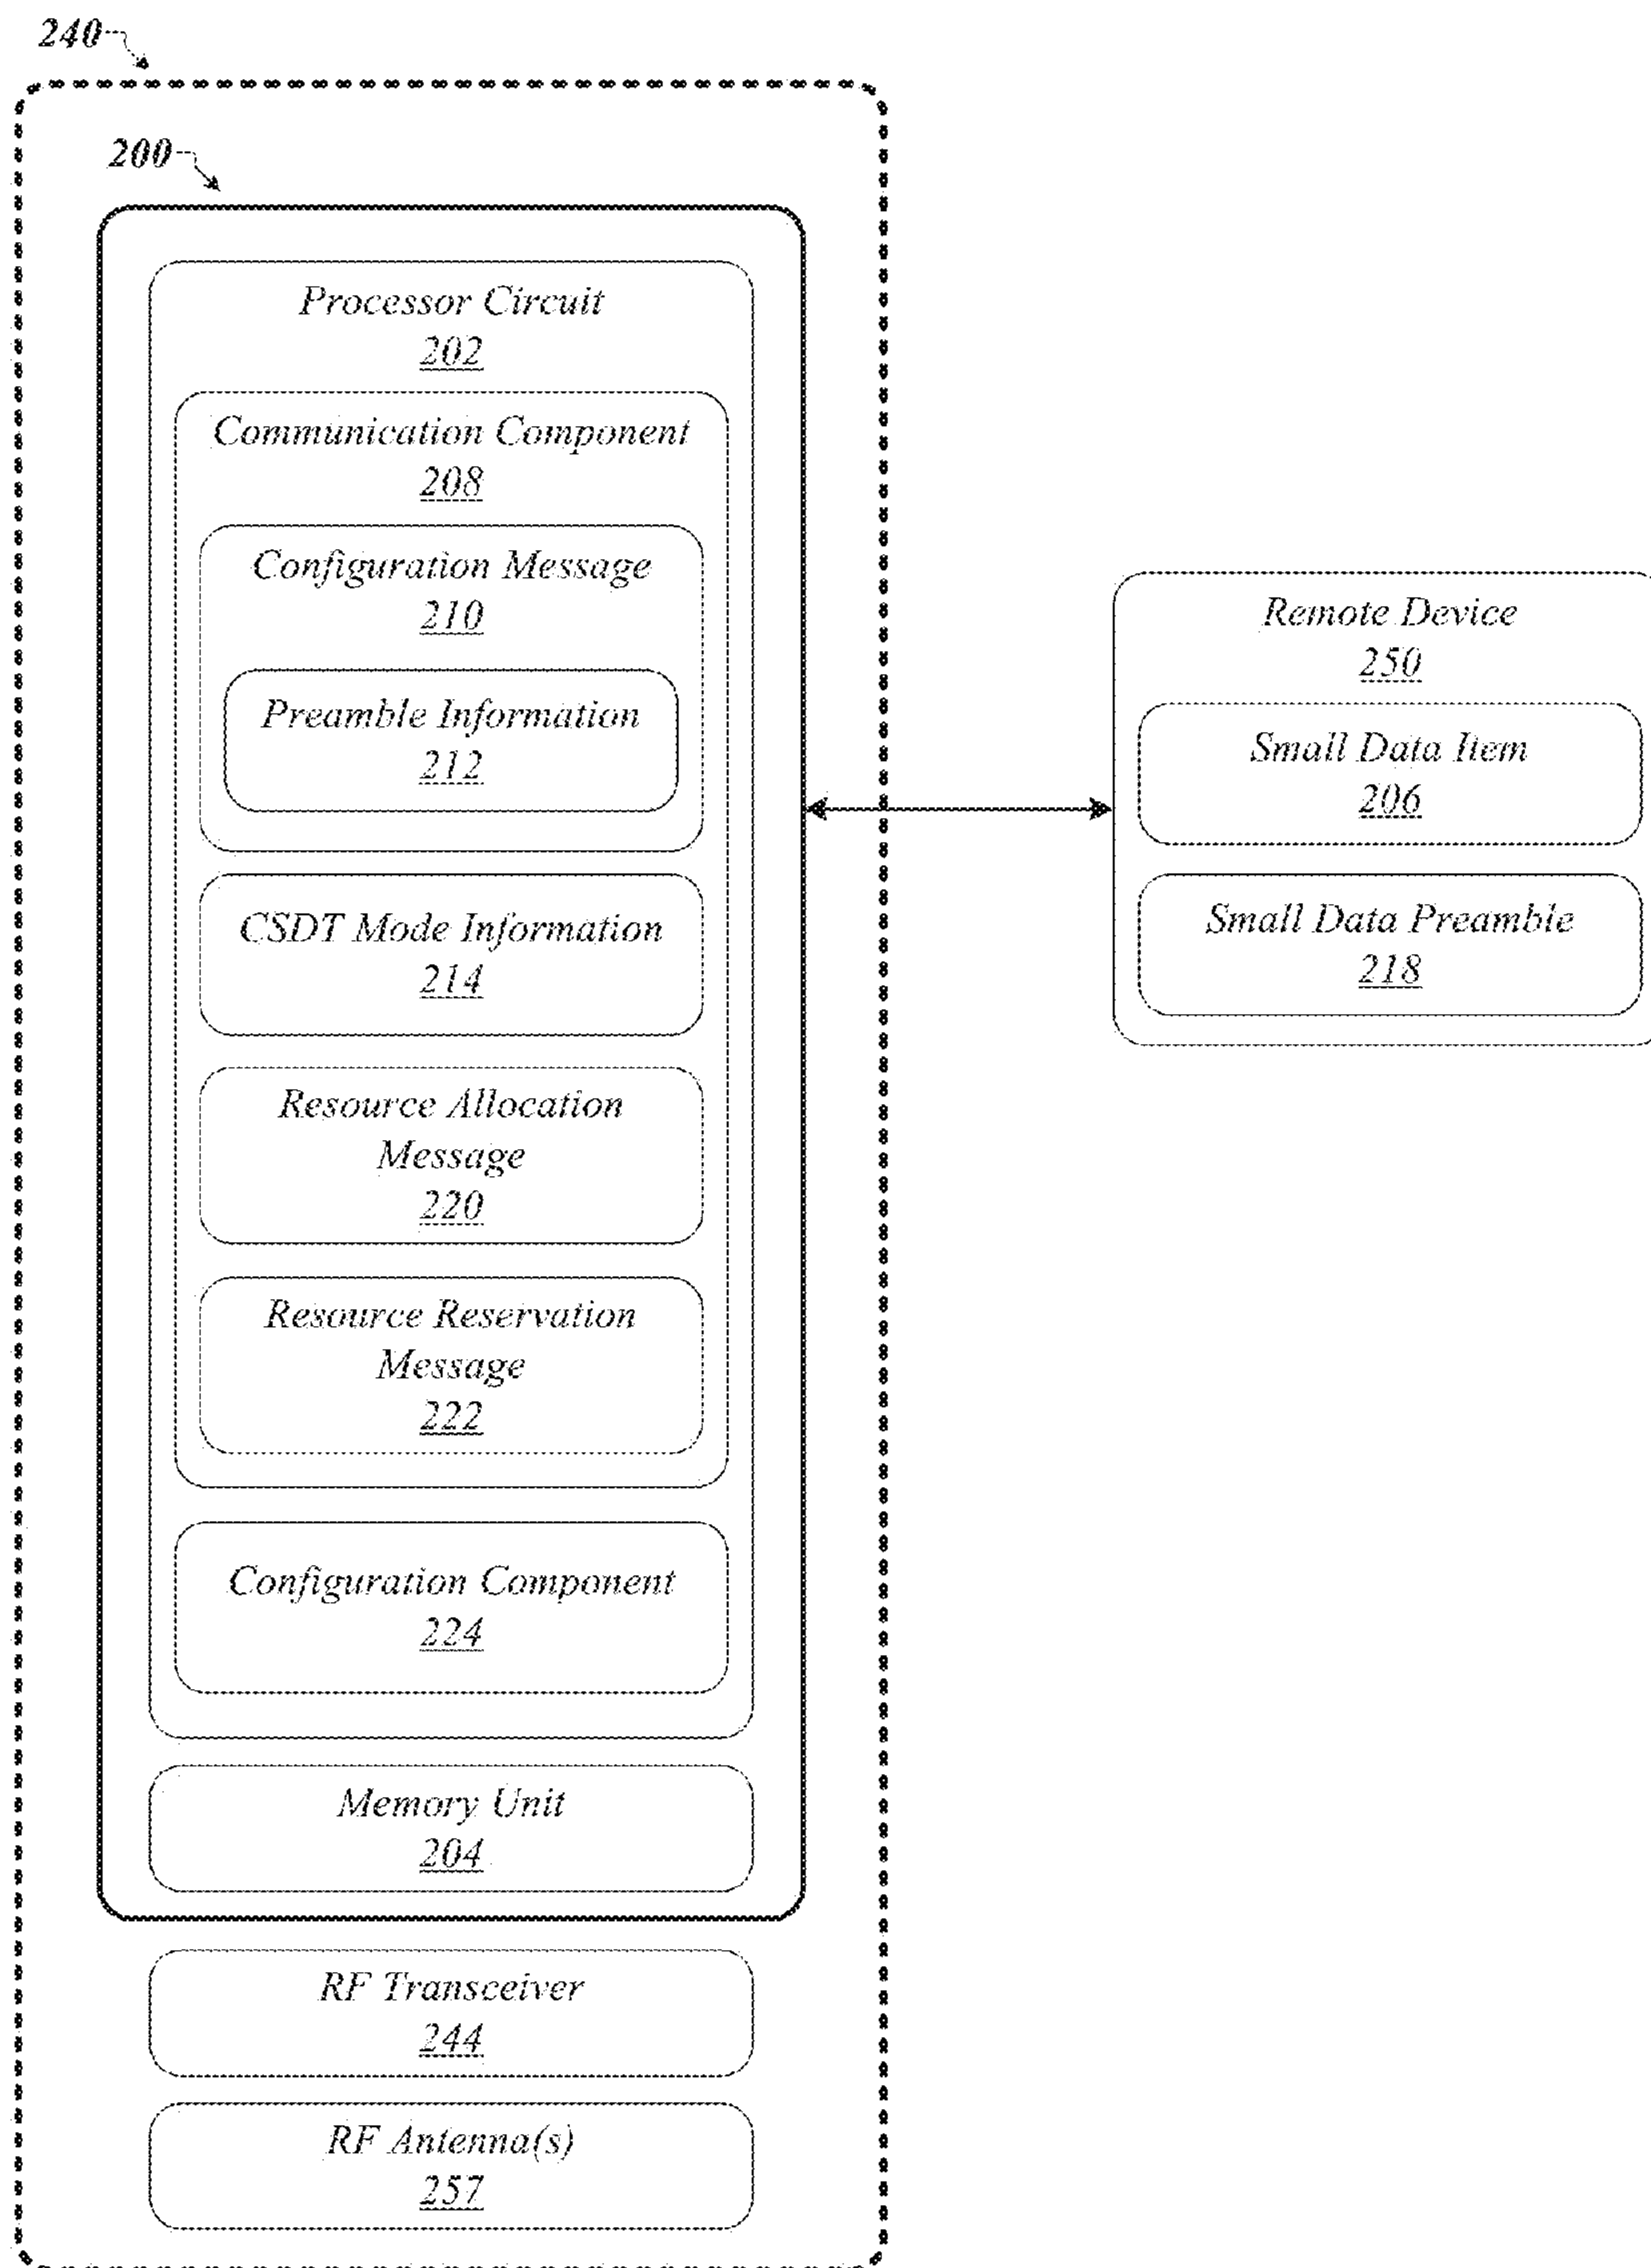 240
200
Processor Circuit
202
Communication Component
208
Configuration Message
210
Preamble Information
212
CSDT Mode Information
214
Resource Allocation
Message
220
Resource Reservation
Message
222
Configuration Component
224
Memory Unit
204
RF Transceiver
244
RF Antenna(s)
257
Remote Device
250
Small Data Item
206
Small Data Preamble
218